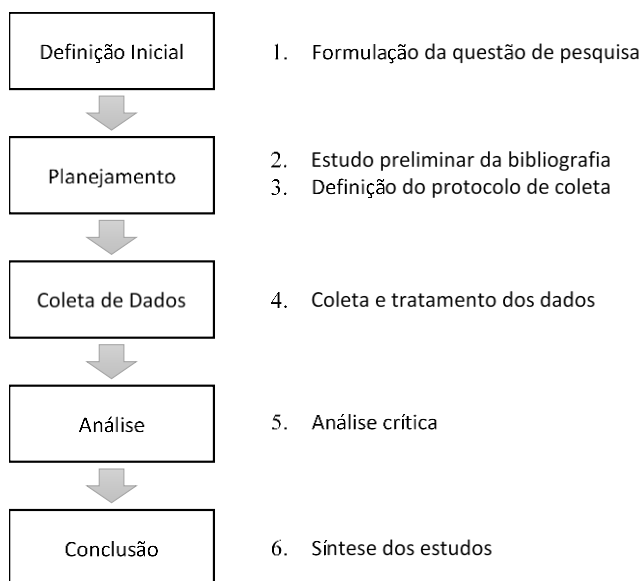 Definição Inicial
1. Formulação da questão de pesquisa
Planejamento
2. Estudo preliminar da bibliografia
3. Definição do protocolo de coleta
Coleta de Dados
4. Coleta e tratamento dos dados
Análise
5. Análise crítica
Conclusão
6. Síntese dos estudos